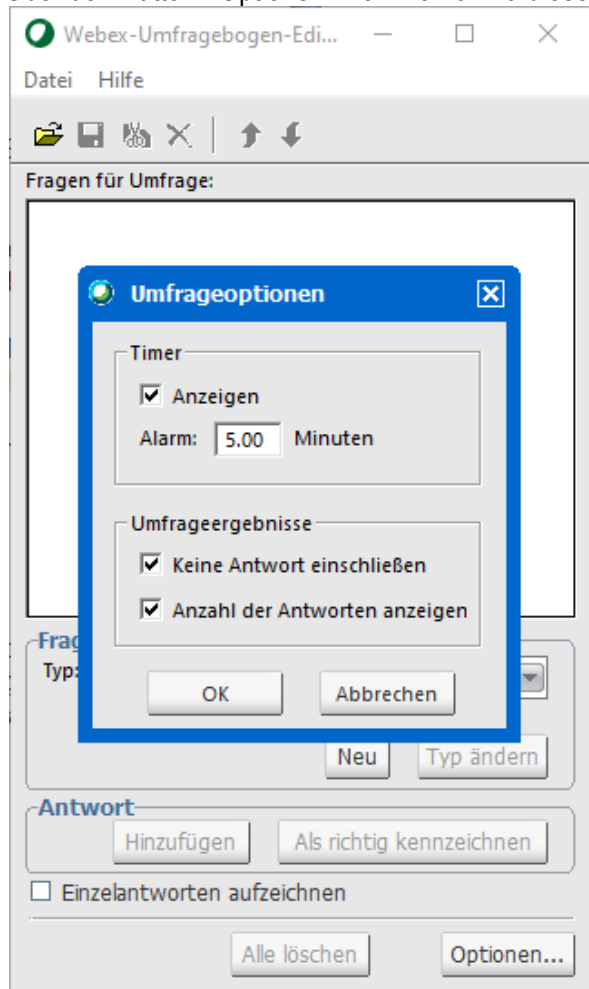 Webex-Umfragebogen-Edi...
Datei Hilfe
Fragen für Umfrage:
Umfrageoptionen
Timer
Anzeigen
Alarm: 5.00 Minuten
Umfrageergebnisse
Keine Antwort einschließen
Anzahl der Antworten anzeigen
OK Abbrechen
Frag
Typ:
Neu Typ ändern
Antwort
Hinzufügen Als richtig kennzeichnen
Einzelantworten aufzeichnen
Alle löschen Optionen...